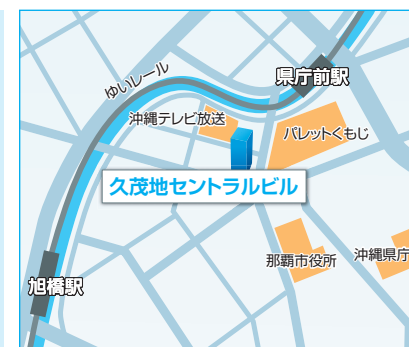 県庁前駅
ゆいレール
沖縄テレビ放送
パレットくもじ
久茂地セントラルビル
那覇市役所
沖縄県庁
旭橋駅